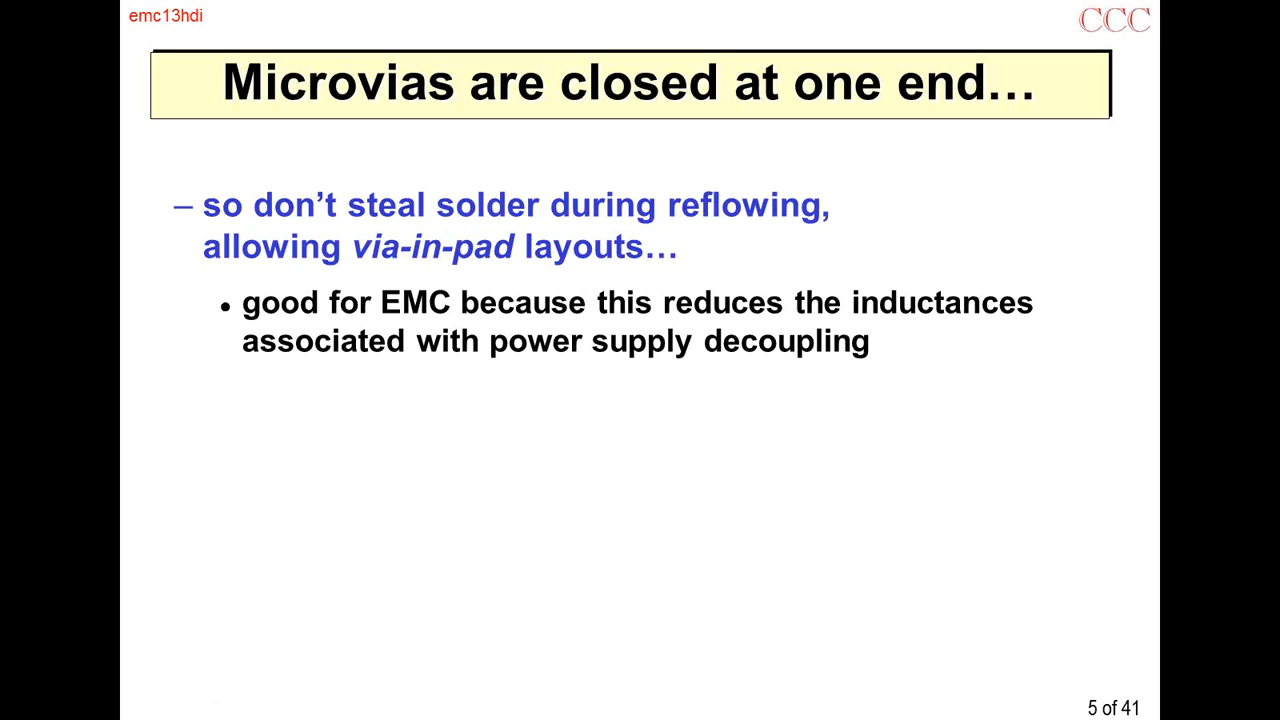 emc13hdi
CCC
Microvias are closed at one end…
– so don’t steal solder during reflowing,
allowing via-in-pad layouts…
• good for EMC because this reduces the inductances
associated with power supply decoupling
5 of 41